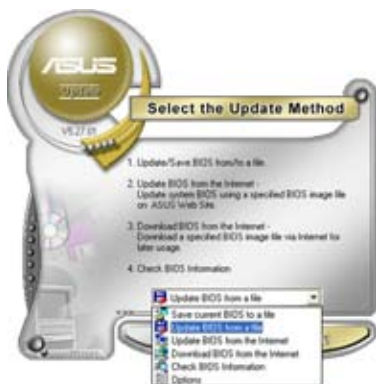 ASUS
Update
Select the Update Method
1. Update/Save BIOS from/to a file.
2. Update BIOS from the Internet -
Update system BIOS using a specified BIOS image file
on ASUS Web Site.
3. Download BIOS from the Internet -
Download a specified BIOS image file via Internet for
later usage.
4. Check BIOS Information
Update BIOS from a file
Save current BIOS to a file
Update BIOS from a file
Update BIOS from the Internet
Download BIOS from the Internet
Check BIOS Information
Options